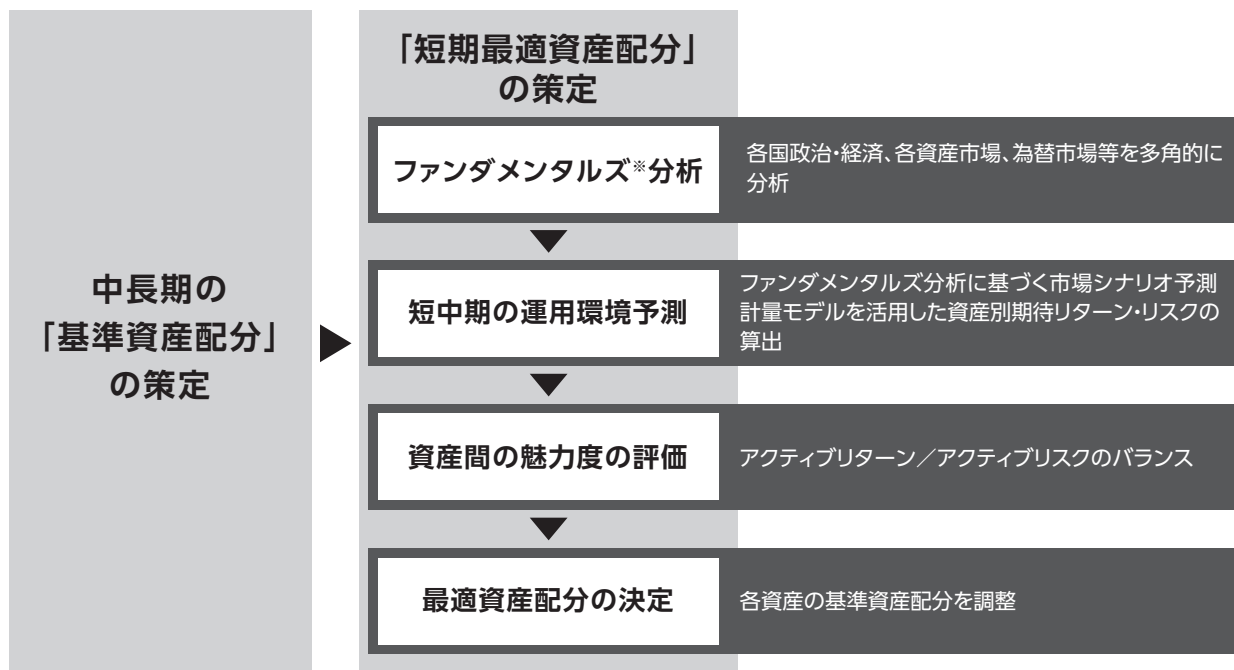 中長期の
「基準資産配分」
の策定
「短期最適資産配分」
の策定
ファンダメンタルズ※分析
各国政治・経済、各資産市場、為替市場等を多角的に
分析
短中期の運用環境予測
ファンダメンタルズ分析に基づく市場シナリオ予測
計量モデルを活用した資産別期待リターン・リスクの
算出
資産間の魅力度の評価
アクティブリターン／アクティブリスクのバランス
最適資産配分の決定
各資産の基準資産配分を調整